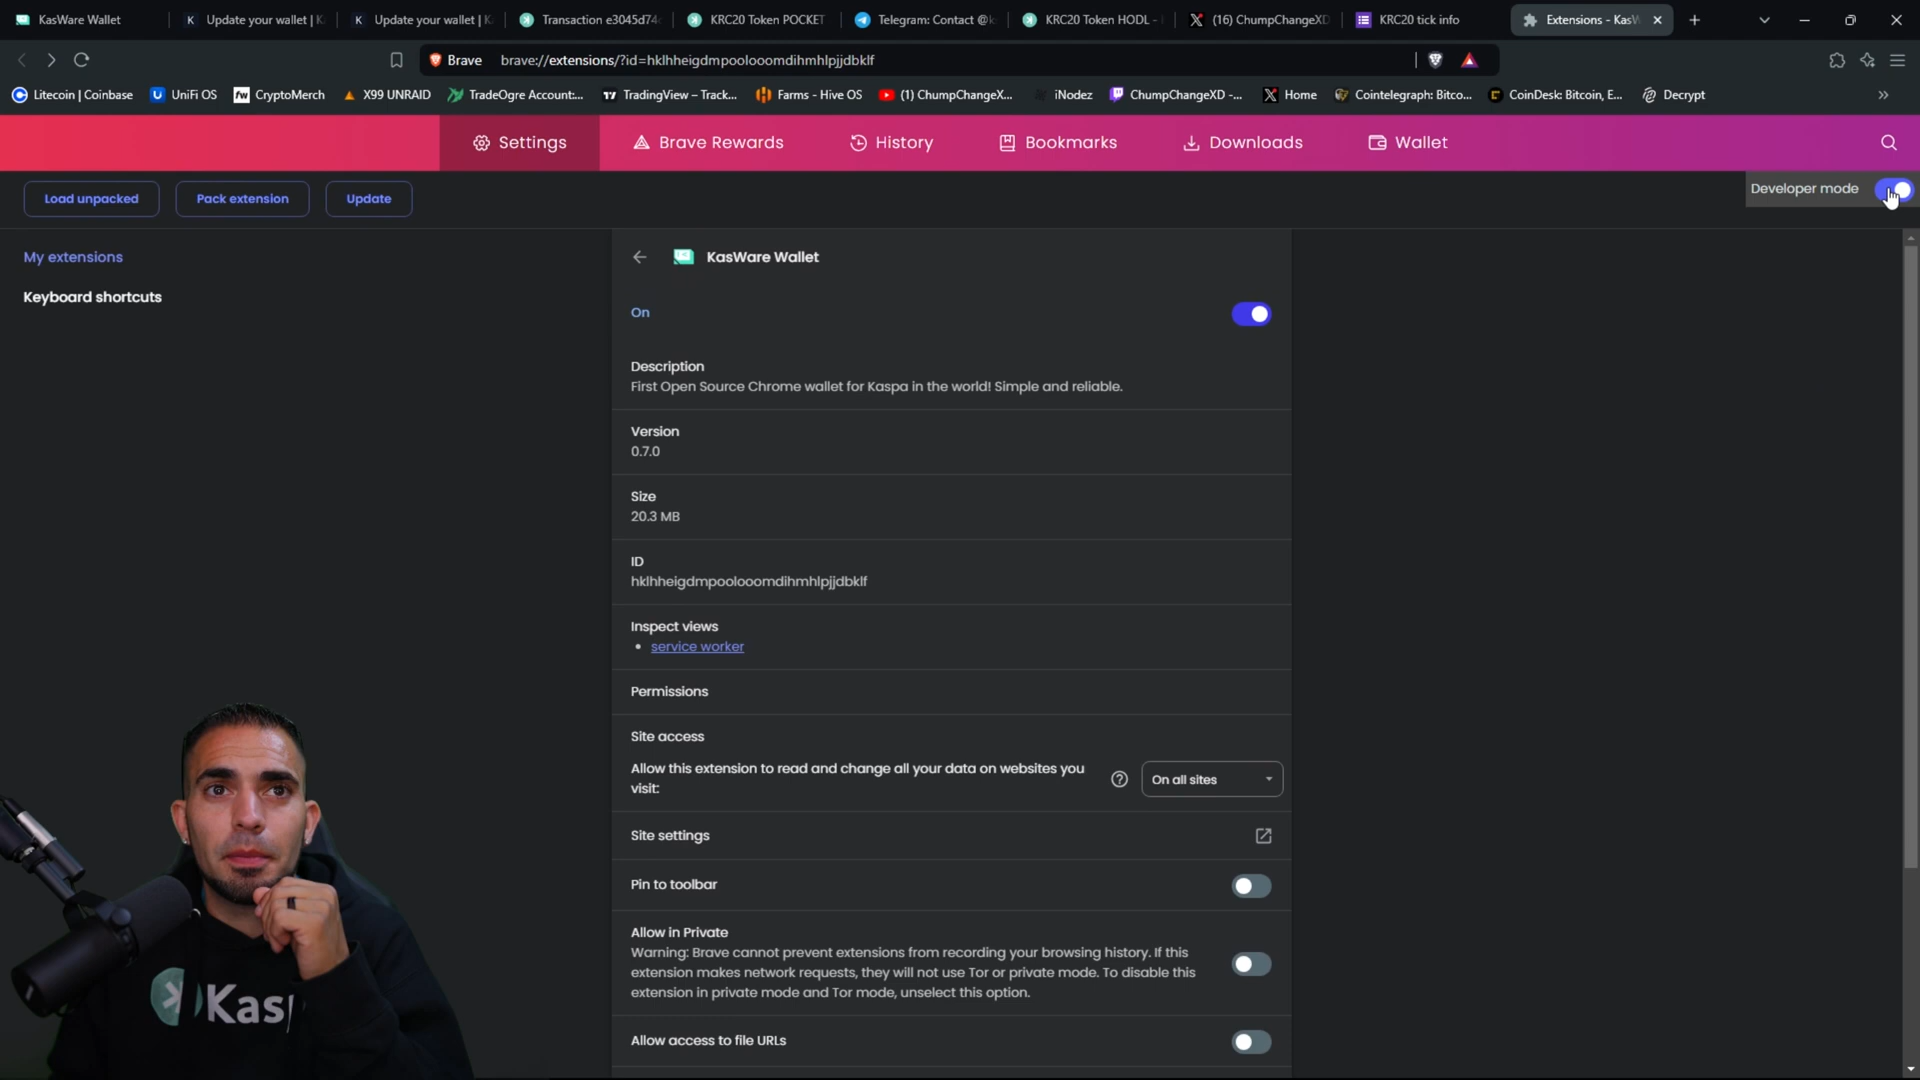 KasWare Wallet
Update your wallet | K
Update your wallet | K
Transaction e3045d74
KRC20 Token POCKET
Telegram: Contact @k
KRC20 Token HODL -
(16) ChumpChangeXD
KRC20 tick info
Extensions - KasW
Brave
brave://extensions/?id=hklhheigdmpoolooomdihmhlpjjdbklf
Litecoin | Coinbase
UniFi OS
CryptoMerch
X99 UNRAID
TradeOgre Account:...
TradingView – Track...
Farms - Hive OS
(1) ChumpChangeX...
iNodez
ChumpChangeXD -...
Home
Cointelegraph: Bitco...
CoinDesk: Bitcoin, E...
Decrypt
Settings
Brave Rewards
History
Bookmarks
Downloads
Wallet
Load unpacked
Pack extension
Update
Developer mode
My extensions
Keyboard shortcuts
KasWare Wallet
On
Description
First Open Source Chrome wallet for Kaspa in the world! Simple and reliable.
Version
0.7.0
Size
20.3 MB
ID
hklhheigdmpoolooomdihmhlpjjdbklf
Inspect views
• service worker
Permissions
Site access
Allow this extension to read and change all your data on websites you
visit:
On all sites
Site settings
Pin to toolbar
Allow in Private
Warning: Brave cannot prevent extensions from recording your browsing history. If this
extension makes network requests, they will not use Tor or private mode. To disable this
extension in private mode and Tor mode, unselect this option.
Allow access to file URLs
Kas